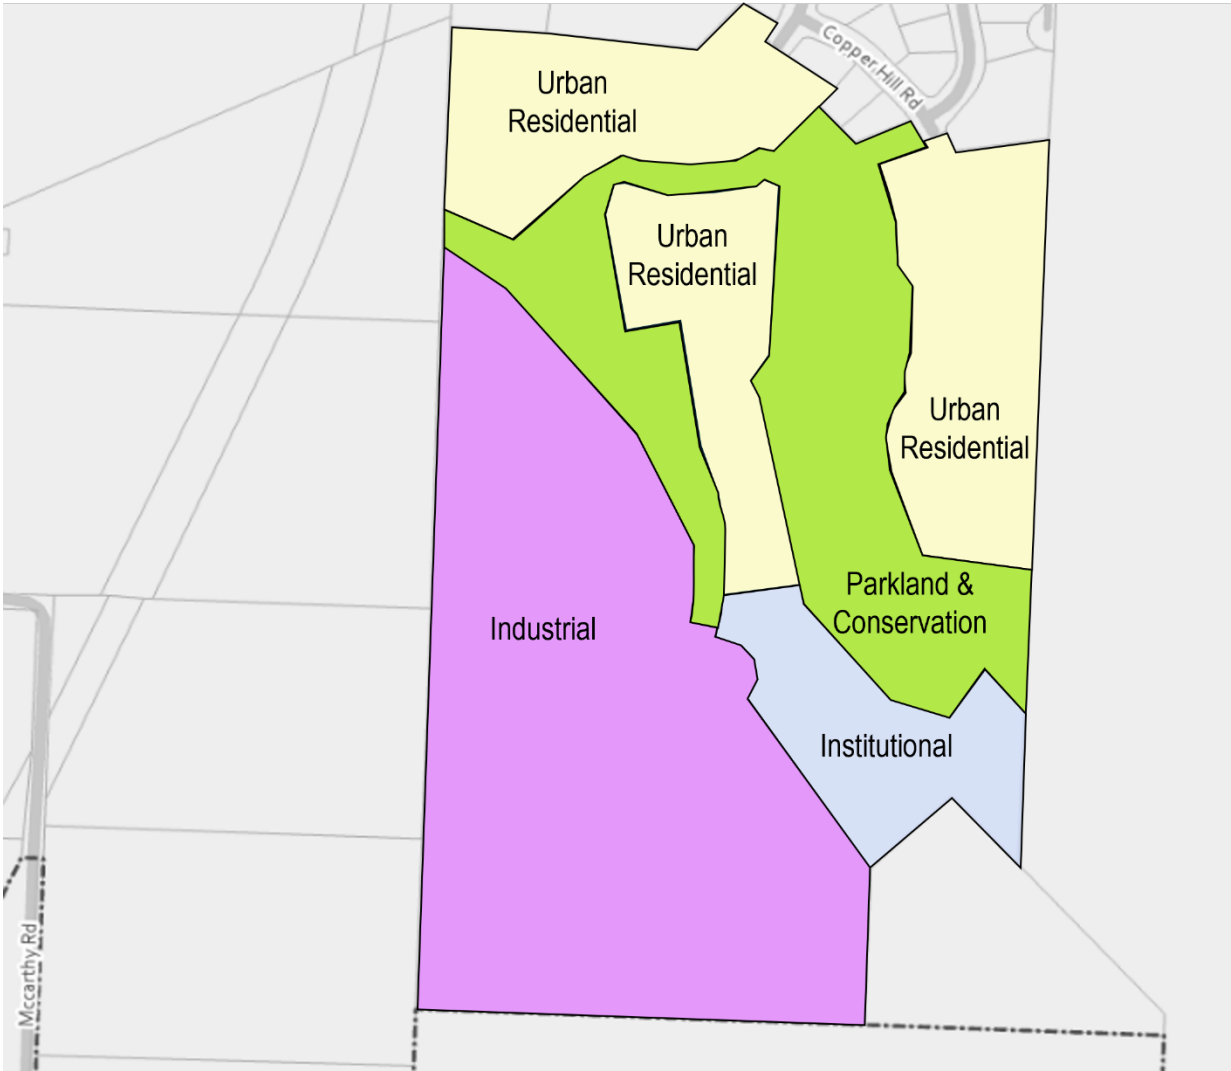 Copper Hill Rd
Urban
Residential
Urban
Residential
Urban
Residential
Parkland &
Conservation
Industrial
Institutional
Mccarthy Rd